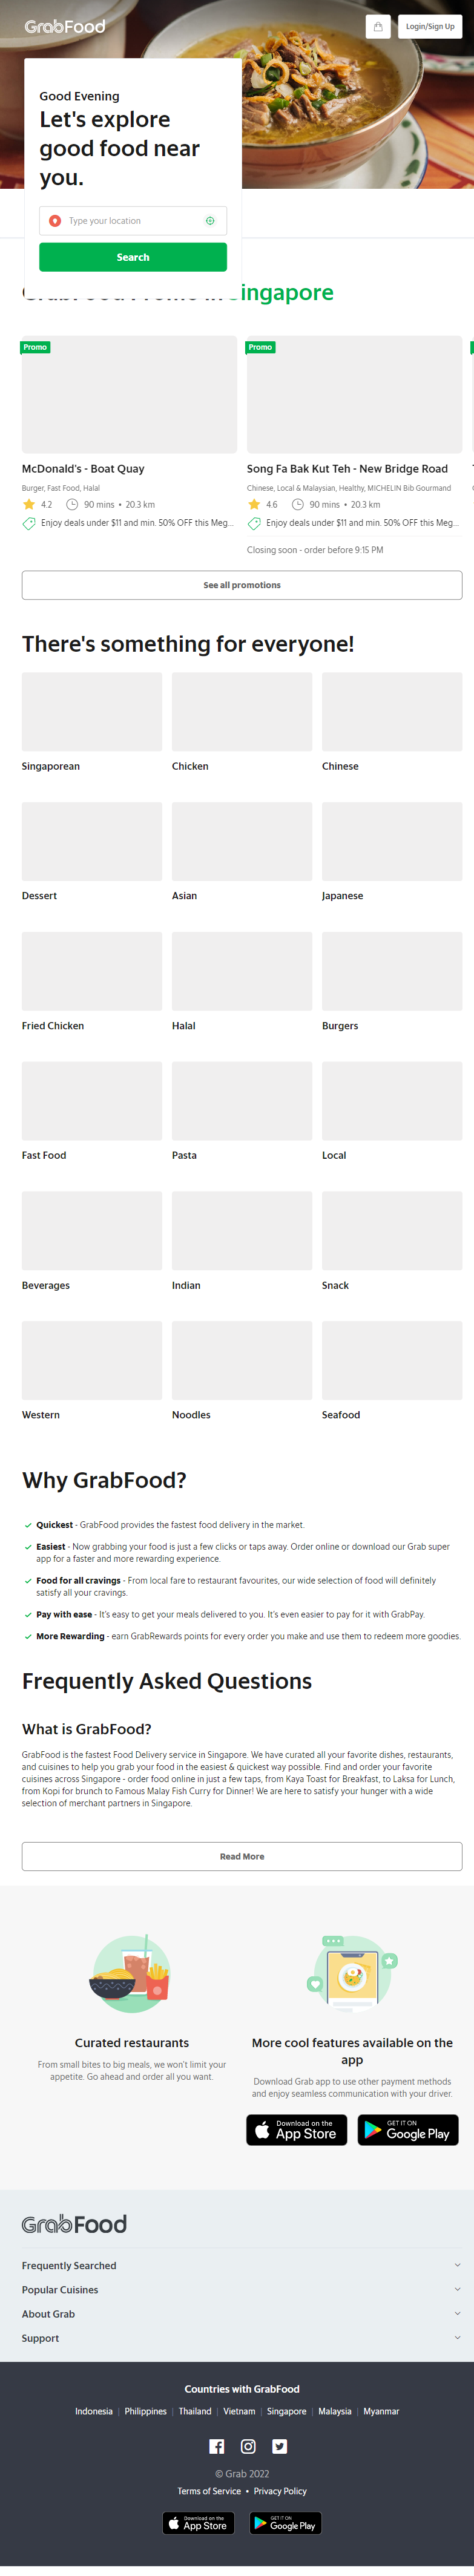 GrabFood
Login/Sign Up
Good Evening
Let's explore
good food near
you.
Type your location
Search
GrabFood Promo in Singapore
Promo
Promo
McDonald's - Boat Quay
Song Fa Bak Kut Teh - New Bridge Road
Burger, Fast Food, Halal
Chinese, Local & Malaysian, Healthy, MICHELIN Bib Gourmand
4.2 90 mins • 20.3 km
4.6 90 mins • 20.3 km
Enjoy deals under $11 and min. 50% OFF this Meg...
Enjoy deals under $11 and min. 50% OFF this Meg...
Closing soon - order before 9:15 PM
See all promotions
There's something for everyone!
Singaporean
Chicken
Chinese
Dessert
Asian
Japanese
Fried Chicken
Halal
Burgers
Fast Food
Pasta
Local
Beverages
Indian
Snack
Western
Noodles
Seafood
Why GrabFood?
Quickest - GrabFood provides the fastest food delivery in the market.
Easiest - Now grabbing your food is just a few clicks or taps away. Order online or download our Grab super
app for a faster and more rewarding experience.
Food for all cravings - From local fare to restaurant favourites, our wide selection of food will definitely
satisfy all your cravings.
Pay with ease - It's easy to get your meals delivered to you. It's even easier to pay for it with GrabPay.
More Rewarding - earn GrabRewards points for every order you make and use them to redeem more goodies.
Frequently Asked Questions
What is GrabFood?
GrabFood is the fastest Food Delivery service in Singapore. We have curated all your favorite dishes, restaurants,
and cuisines to help you grab your food in the easiest & quickest way possible. Find and order your favorite
cuisines across Singapore - order food online in just a few taps, from Kaya Toast for Breakfast, to Laksa for Lunch,
from Kopi for brunch to Famous Malay Fish Curry for Dinner! We are here to satisfy your hunger with a wide
selection of merchant partners in Singapore.
Read More
Curated restaurants
From small bites to big meals, we won't limit your
appetite. Go ahead and order all you want.
More cool features available on the
app
Download Grab app to use other payment methods
and enjoy seamless communication with your driver.
Download on the
App Store
GET IT ON
Google Play
GrabFood
Frequently Searched
Popular Cuisines
About Grab
Support
Countries with GrabFood
Indonesia | Philippines | Thailand | Vietnam | Singapore | Malaysia | Myanmar
© Grab 2022
Terms of Service • Privacy Policy
Download on the
App Store
GET IT ON
Google Play